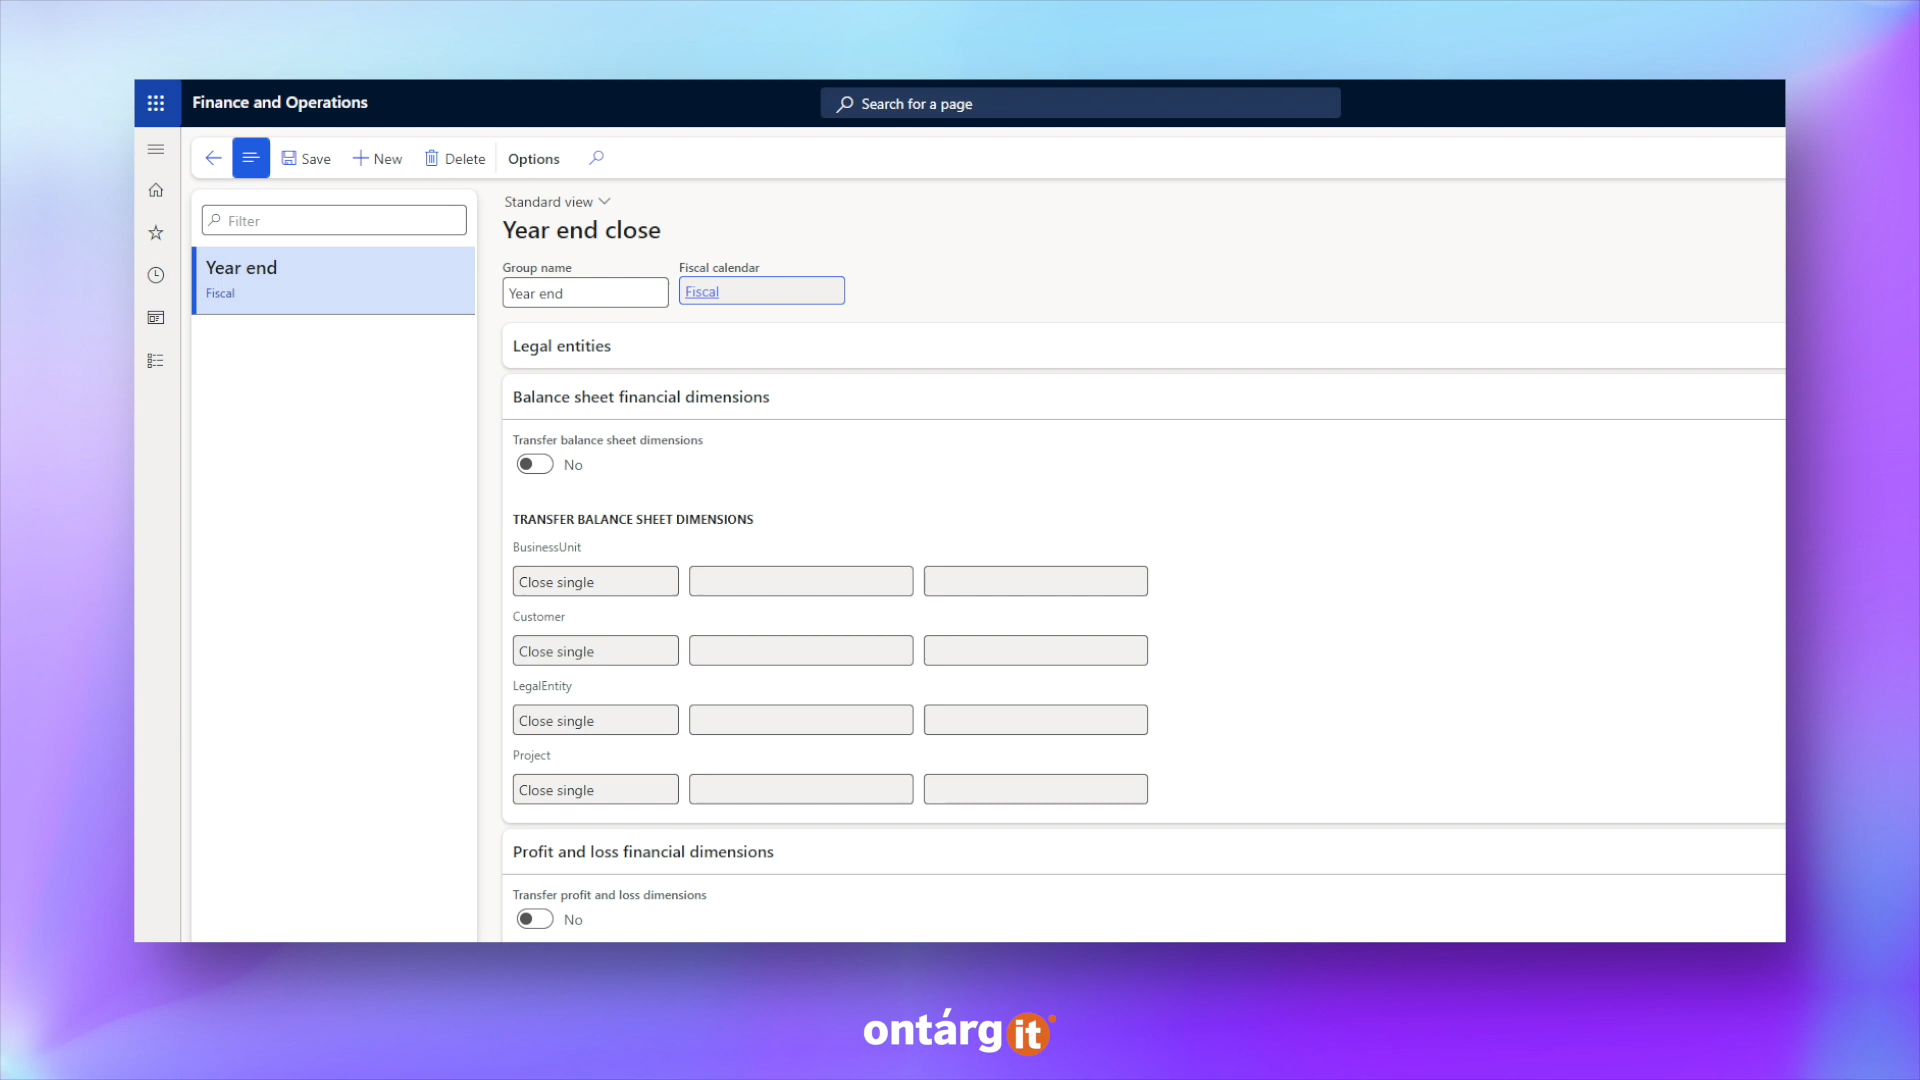 Finance and Operations
Search for a page
Save
New
Delete
Options
Filter
Year end
Fiscal
Standard view
Year end close
Group name
Fiscal calendar
Year end
Fiscal
Legal entities
Balance sheet financial dimensions
Transfer balance sheet dimensions
No
TRANSFER BALANCE SHEET DIMENSIONS
BusinessUnit
Close single
Customer
Close single
LegalEntity
Close single
Project
Close single
Profit and loss financial dimensions
Transfer profit and loss dimensions
No
ontárgit